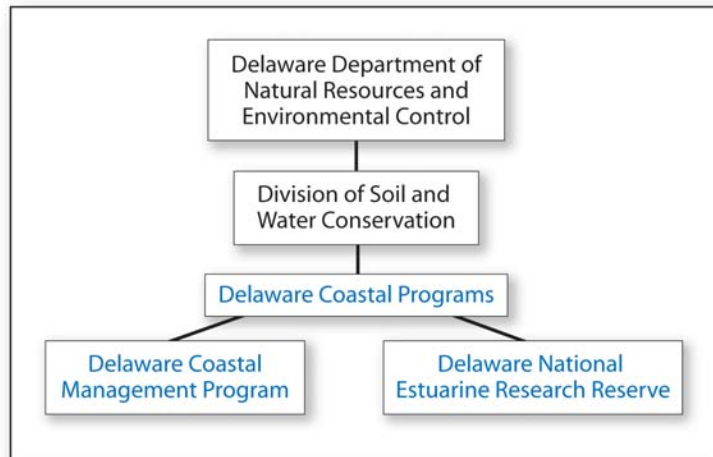 Delaware Department of
Natural Resources and
Environmental Control
Division of Soil and
Water Conservation
Delaware Coastal Programs
Delaware Coastal
Management Program
Delaware National
Estuarine Research Reserve